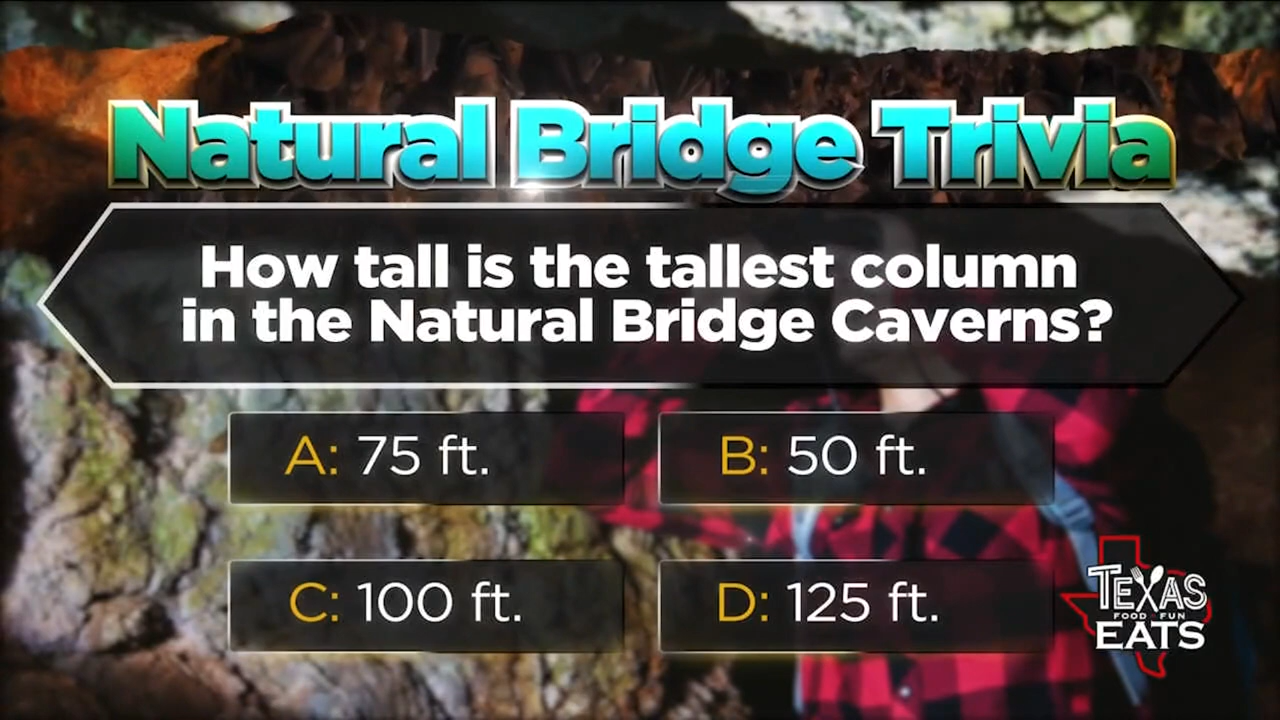 Natural Bridge Trivia
How tall is the tallest column
in the Natural Bridge Caverns?
A: 75 ft.
B: 50 ft.
C: 100 ft.
D: 125 ft.
TEXAS
FOOD FUN
EATS